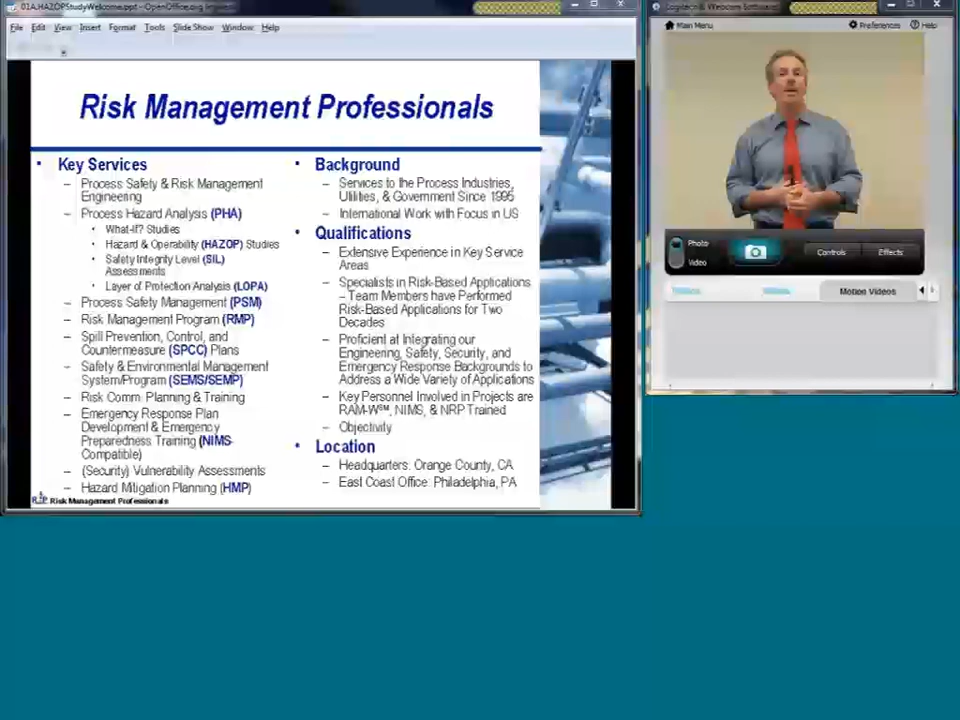 01A.HAZOPStudyWelcome.ppt - OpenOffice.org Impress
File Edit View Insert Format Tools Slide Show Window Help
Risk Management Professionals
• Key Services
– Process Safety & Risk Management
Engineering
– Process Hazard Analysis (PHA)
• What-If? Studies
• Hazard & Operability (HAZOP) Studies
• Safety Integrity Level (SIL)
Assessments
• Layer of Protection Analysis (LOPA)
– Process Safety Management (PSM)
– Risk Management Program (RMP)
– Spill Prevention, Control, and
Countermeasure (SPCC) Plans
– Safety & Environmental Management
System/Program (SEMS/SEMP)
– Risk Comm. Planning & Training
– Emergency Response Plan
Development & Emergency
Preparedness Training (NIMS-
Compatible)
– (Security) Vulnerability Assessments
– Hazard Mitigation Planning (HMP)
• Background
– Services to the Process Industries,
Utilities, & Government Since 1995
– International Work with Focus in US
• Qualifications
– Extensive Experience in Key Service
Areas
– Specialists in Risk-Based Applications
– Team Members have Performed
Risk-Based Applications for Two
Decades
– Proficient at Integrating our
Engineering, Safety, Security, and
Emergency Response Backgrounds to
Address a Wide Variety of Applications
– Key Personnel Involved in Projects are
RAM-W℠, NIMS, & NRP Trained
– Objectivity
• Location
– Headquarters: Orange County, CA
– East Coast Office: Philadelphia, PA
Risk Management Professionals
Logitech® Webcam Software
Main Menu Preferences Help
Photo
Video
Controls Effects
Motion Videos